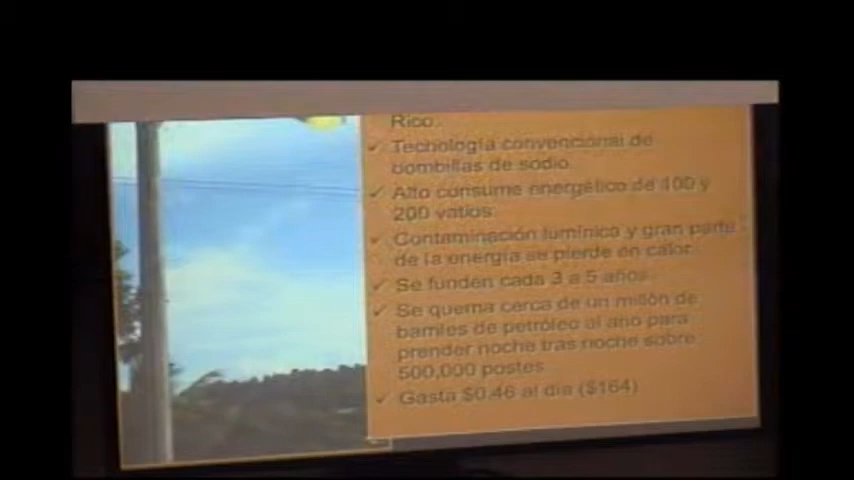 Rico.
Tecnología convencional de
bombillas de sodio
Alto consumo energético de 100 y
200 vatios.
Contaminación lumínica y gran parte
de la energía se pierde en calor.
Se funden cada 3 a 5 años.
Se quema cerca de un millón de
barriles de petróleo al año para
prender noche tras noche sobre
500,000 postes.
Gasta $0.46 al día ($164)